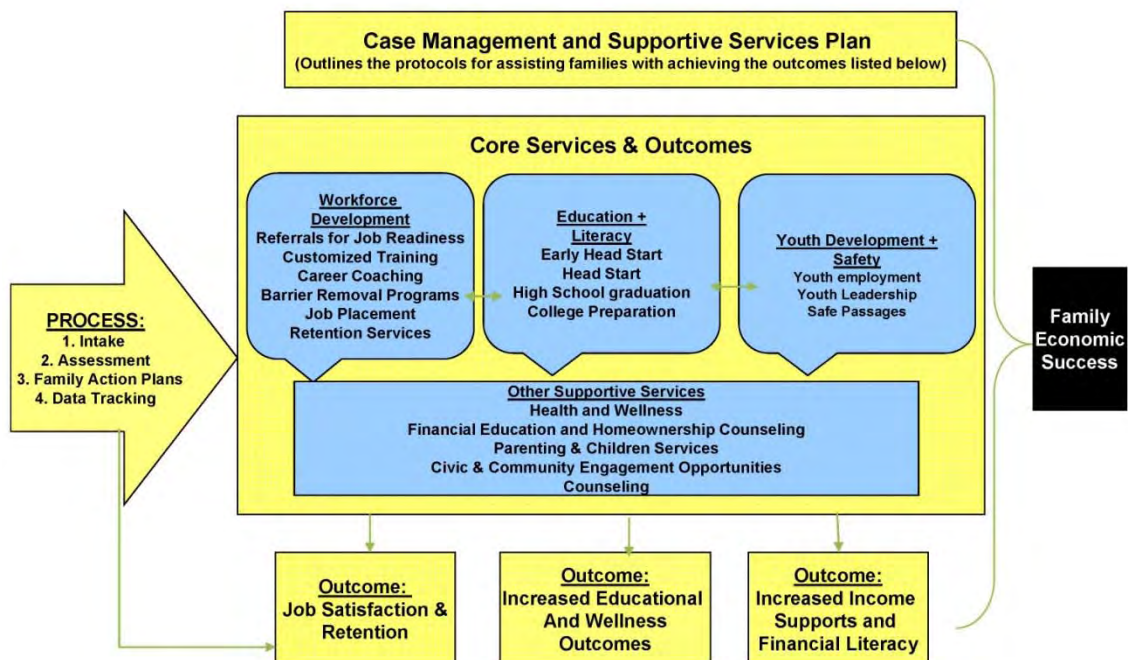 Case Management and Supportive Services Plan
(Outlines the protocols for assisting families with achieving the outcomes listed below)
Core Services & Outcomes
PROCESS:
1. Intake
2. Assessment
3. Family Action Plans
4. Data Tracking
Workforce
Development
Referrals for Job Readiness
Customized Training
Career Coaching
Barrier Removal Programs
Job Placement
Retention Services
Education +
Literacy
Early Head Start
Head Start
High School graduation
College Preparation
Youth Development +
Safety
Youth employment
Youth Leadership
Safe Passages
Other Supportive Services
Health and Wellness
Financial Education and Homeownership Counseling
Parenting & Children Services
Civic & Community Engagement Opportunities
Counseling
Outcome:
Job Satisfaction &
Retention
Outcome:
Increased Educational
And Wellness
Outcomes
Outcome:
Increased Income
Supports and
Financial Literacy
Family
Economic
Success